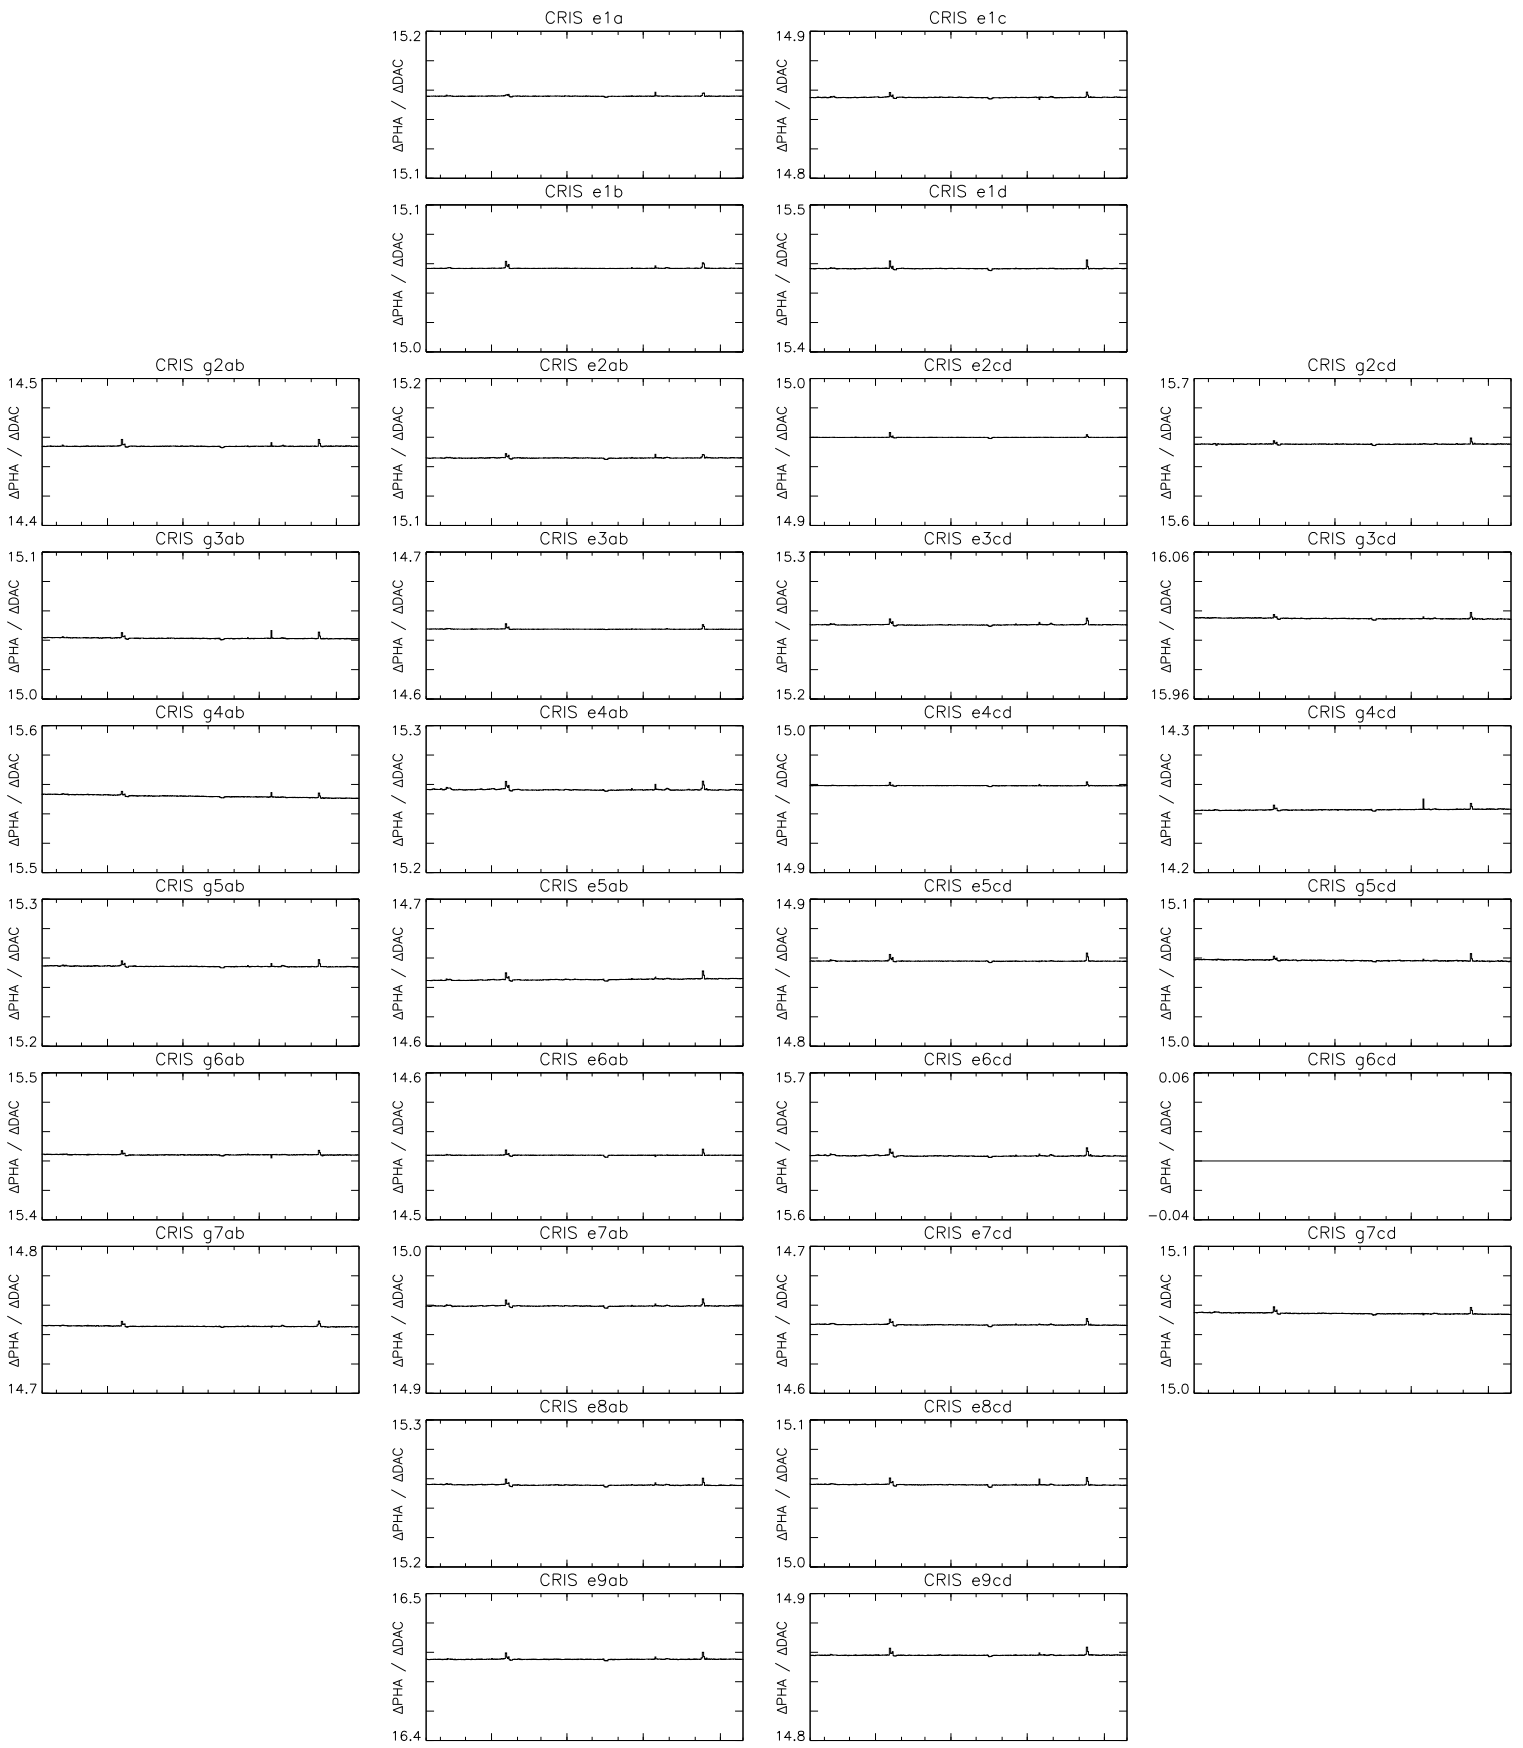 CRIS e1a
15.2
ΔPHA / ΔDAC
15.1
CRIS e1c
14.9
ΔPHA / ΔDAC
14.8
CRIS e1b
15.1
ΔPHA / ΔDAC
15.0
CRIS e1d
15.5
ΔPHA / ΔDAC
15.4
CRIS g2ab
14.5
ΔPHA / ΔDAC
14.4
CRIS e2ab
15.2
ΔPHA / ΔDAC
15.1
CRIS e2cd
15.0
ΔPHA / ΔDAC
14.9
CRIS g2cd
15.7
ΔPHA / ΔDAC
15.6
CRIS g3ab
15.1
ΔPHA / ΔDAC
15.0
CRIS e3ab
14.7
ΔPHA / ΔDAC
14.6
CRIS e3cd
15.3
ΔPHA / ΔDAC
15.2
CRIS g3cd
16.06
ΔPHA / ΔDAC
15.96
CRIS g4ab
15.6
ΔPHA / ΔDAC
15.5
CRIS e4ab
15.3
ΔPHA / ΔDAC
15.2
CRIS e4cd
15.0
ΔPHA / ΔDAC
14.9
CRIS g4cd
14.3
ΔPHA / ΔDAC
14.2
CRIS g5ab
15.3
ΔPHA / ΔDAC
15.2
CRIS e5ab
14.7
ΔPHA / ΔDAC
14.6
CRIS e5cd
14.9
ΔPHA / ΔDAC
14.8
CRIS g5cd
15.1
ΔPHA / ΔDAC
15.0
CRIS g6ab
15.5
ΔPHA / ΔDAC
15.4
CRIS e6ab
14.6
ΔPHA / ΔDAC
14.5
CRIS e6cd
15.7
ΔPHA / ΔDAC
15.6
CRIS g6cd
0.06
ΔPHA / ΔDAC
−0.04
CRIS g7ab
14.8
ΔPHA / ΔDAC
14.7
CRIS e7ab
15.0
ΔPHA / ΔDAC
14.9
CRIS e7cd
14.7
ΔPHA / ΔDAC
14.6
CRIS g7cd
15.1
ΔPHA / ΔDAC
15.0
CRIS e8ab
15.3
ΔPHA / ΔDAC
15.2
CRIS e8cd
15.1
ΔPHA / ΔDAC
15.0
CRIS e9ab
16.5
ΔPHA / ΔDAC
16.4
CRIS e9cd
14.9
ΔPHA / ΔDAC
14.8